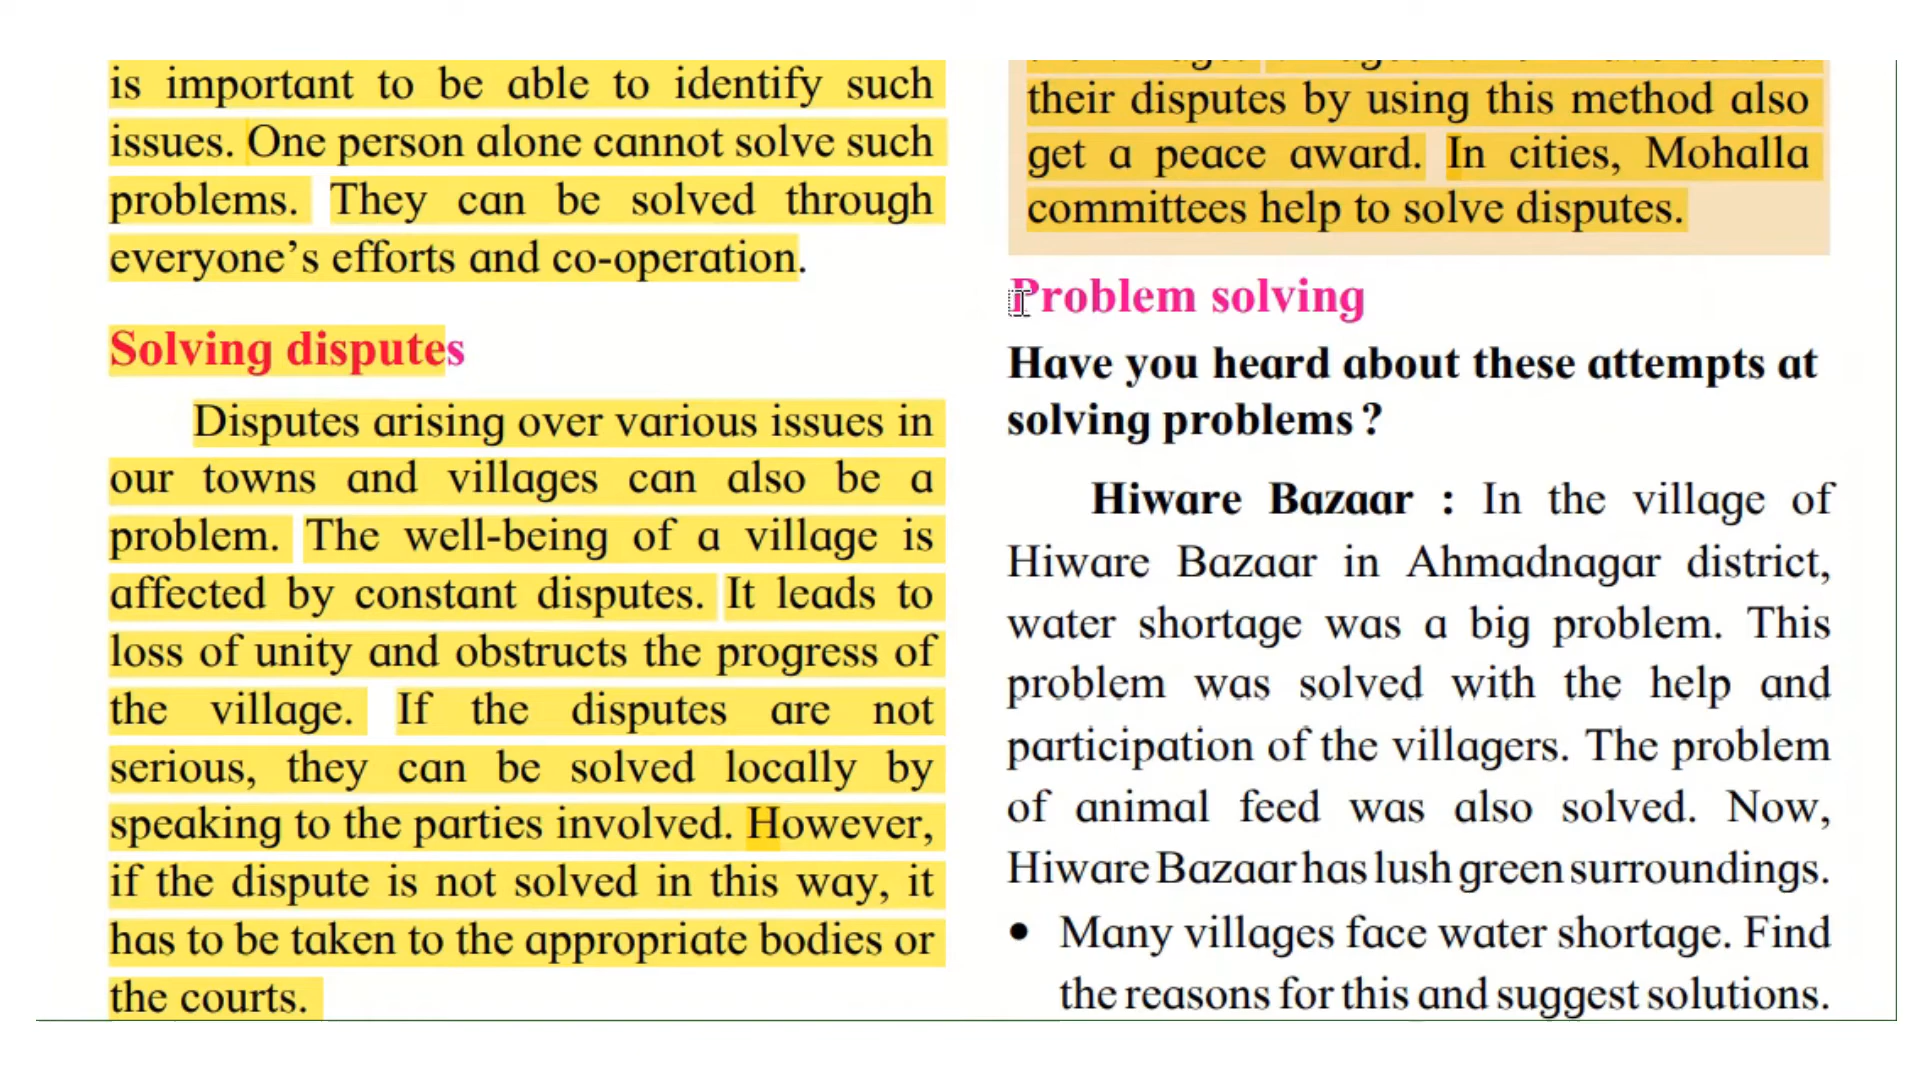 is important to be able to identify such
issues. One person alone cannot solve such
problems. They can be solved through
everyone’s efforts and co-operation.
Solving disputes
Disputes arising over various issues in
our towns and villages can also be a
problem. The well-being of a village is
affected by constant disputes. It leads to
loss of unity and obstructs the progress of
the village. If the disputes are not
serious, they can be solved locally by
speaking to the parties involved. However,
if the dispute is not solved in this way, it
has to be taken to the appropriate bodies or
the courts.
their disputes by using this method also
get a peace award. In cities, Mohalla
committees help to solve disputes.
Problem solving
Have you heard about these attempts at
solving problems ?
Hiware Bazaar : In the village of
Hiware Bazaar in Ahmadnagar district,
water shortage was a big problem. This
problem was solved with the help and
participation of the villagers. The problem
of animal feed was also solved. Now,
Hiware Bazaar has lush green surroundings.
• Many villages face water shortage. Find
the reasons for this and suggest solutions.